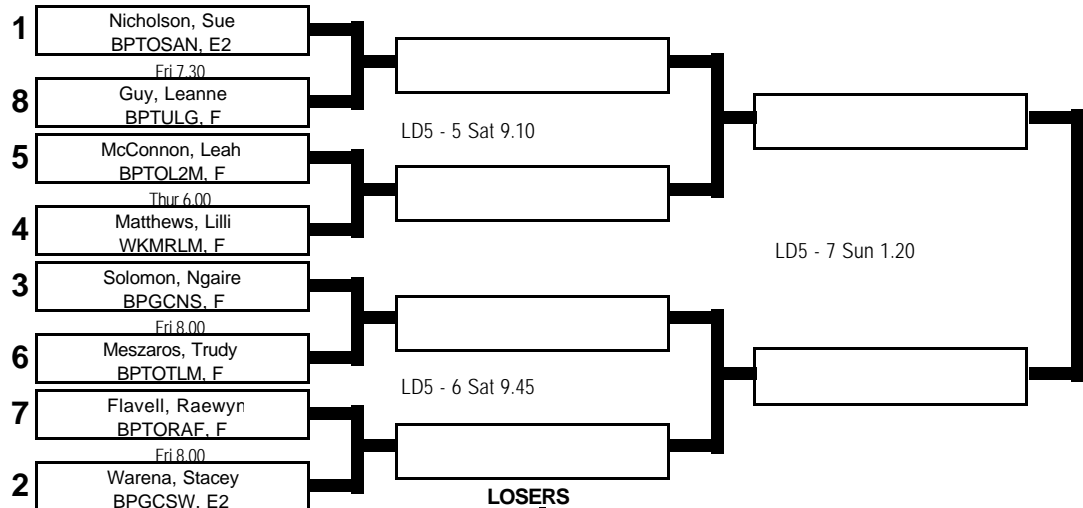 1
Nicholson, Sue
BPTOSAN, E2
Fri 7.30
8
Guy, Leanne
BPTULG, F
5
McConnon, Leah
BPTOL2M, F
Thur 6.00
4
Matthews, Lilli
WKMRLM, F
3
Solomon, Ngaire
BPGCNS, F
Fri 8.00
6
Meszaros, Trudy
BPTOTLM, F
7
Flavell, Raewyn
BPTORAF, F
Fri 8.00
2
Warena, Stacey
BPGCSW, E2
LD5 - 5 Sat 9.10
LD5 - 6 Sat 9.45
LOSERS
LD5 - 7 Sun 1.20